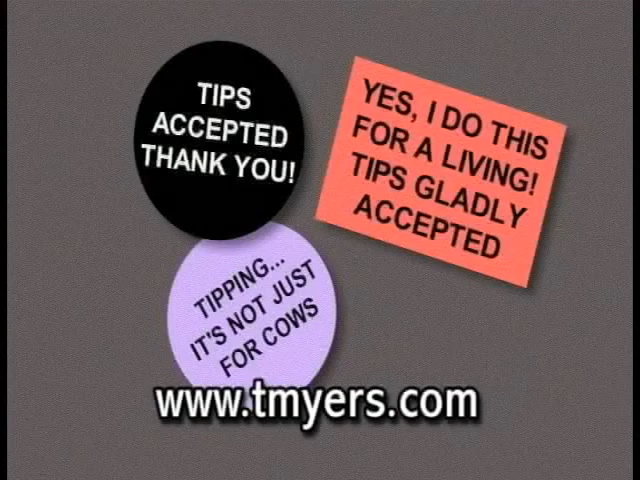 TIPS
ACCEPTED
THANK YOU!
YES, I DO THIS
FOR A LIVING!
TIPS GLADLY
ACCEPTED
TIPPING...
IT'S NOT JUST
FOR COWS
www.tmyers.com